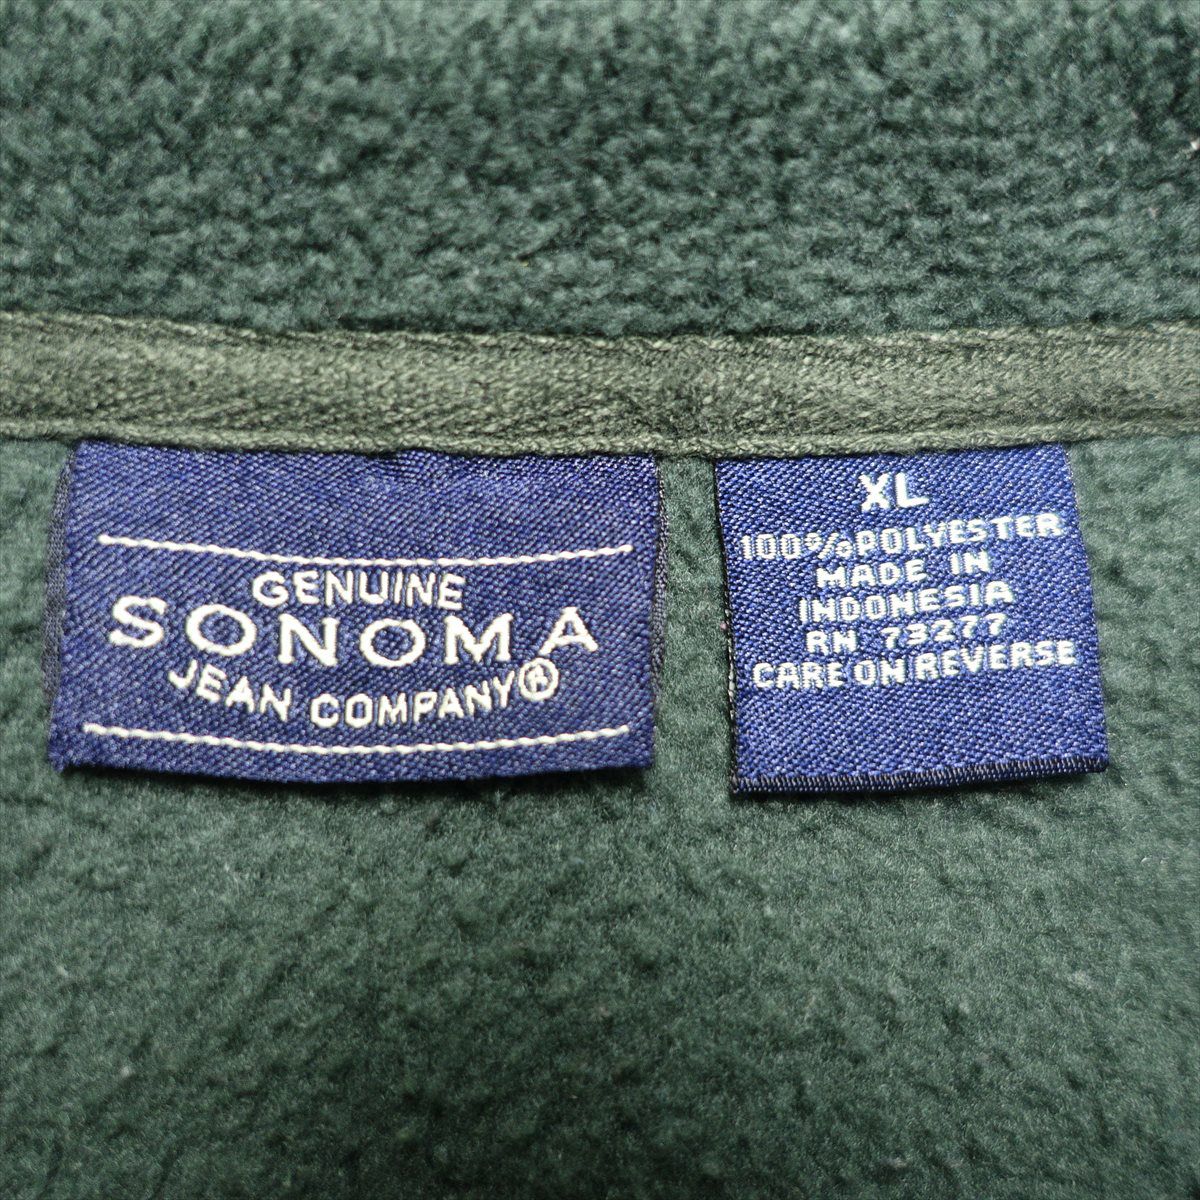 GENUINE
SONOMA
JEAN COMPANY®
XL
100%POLYESTER
MADE IN
INDONESIA
RN 73277
CARE ON REVERSE